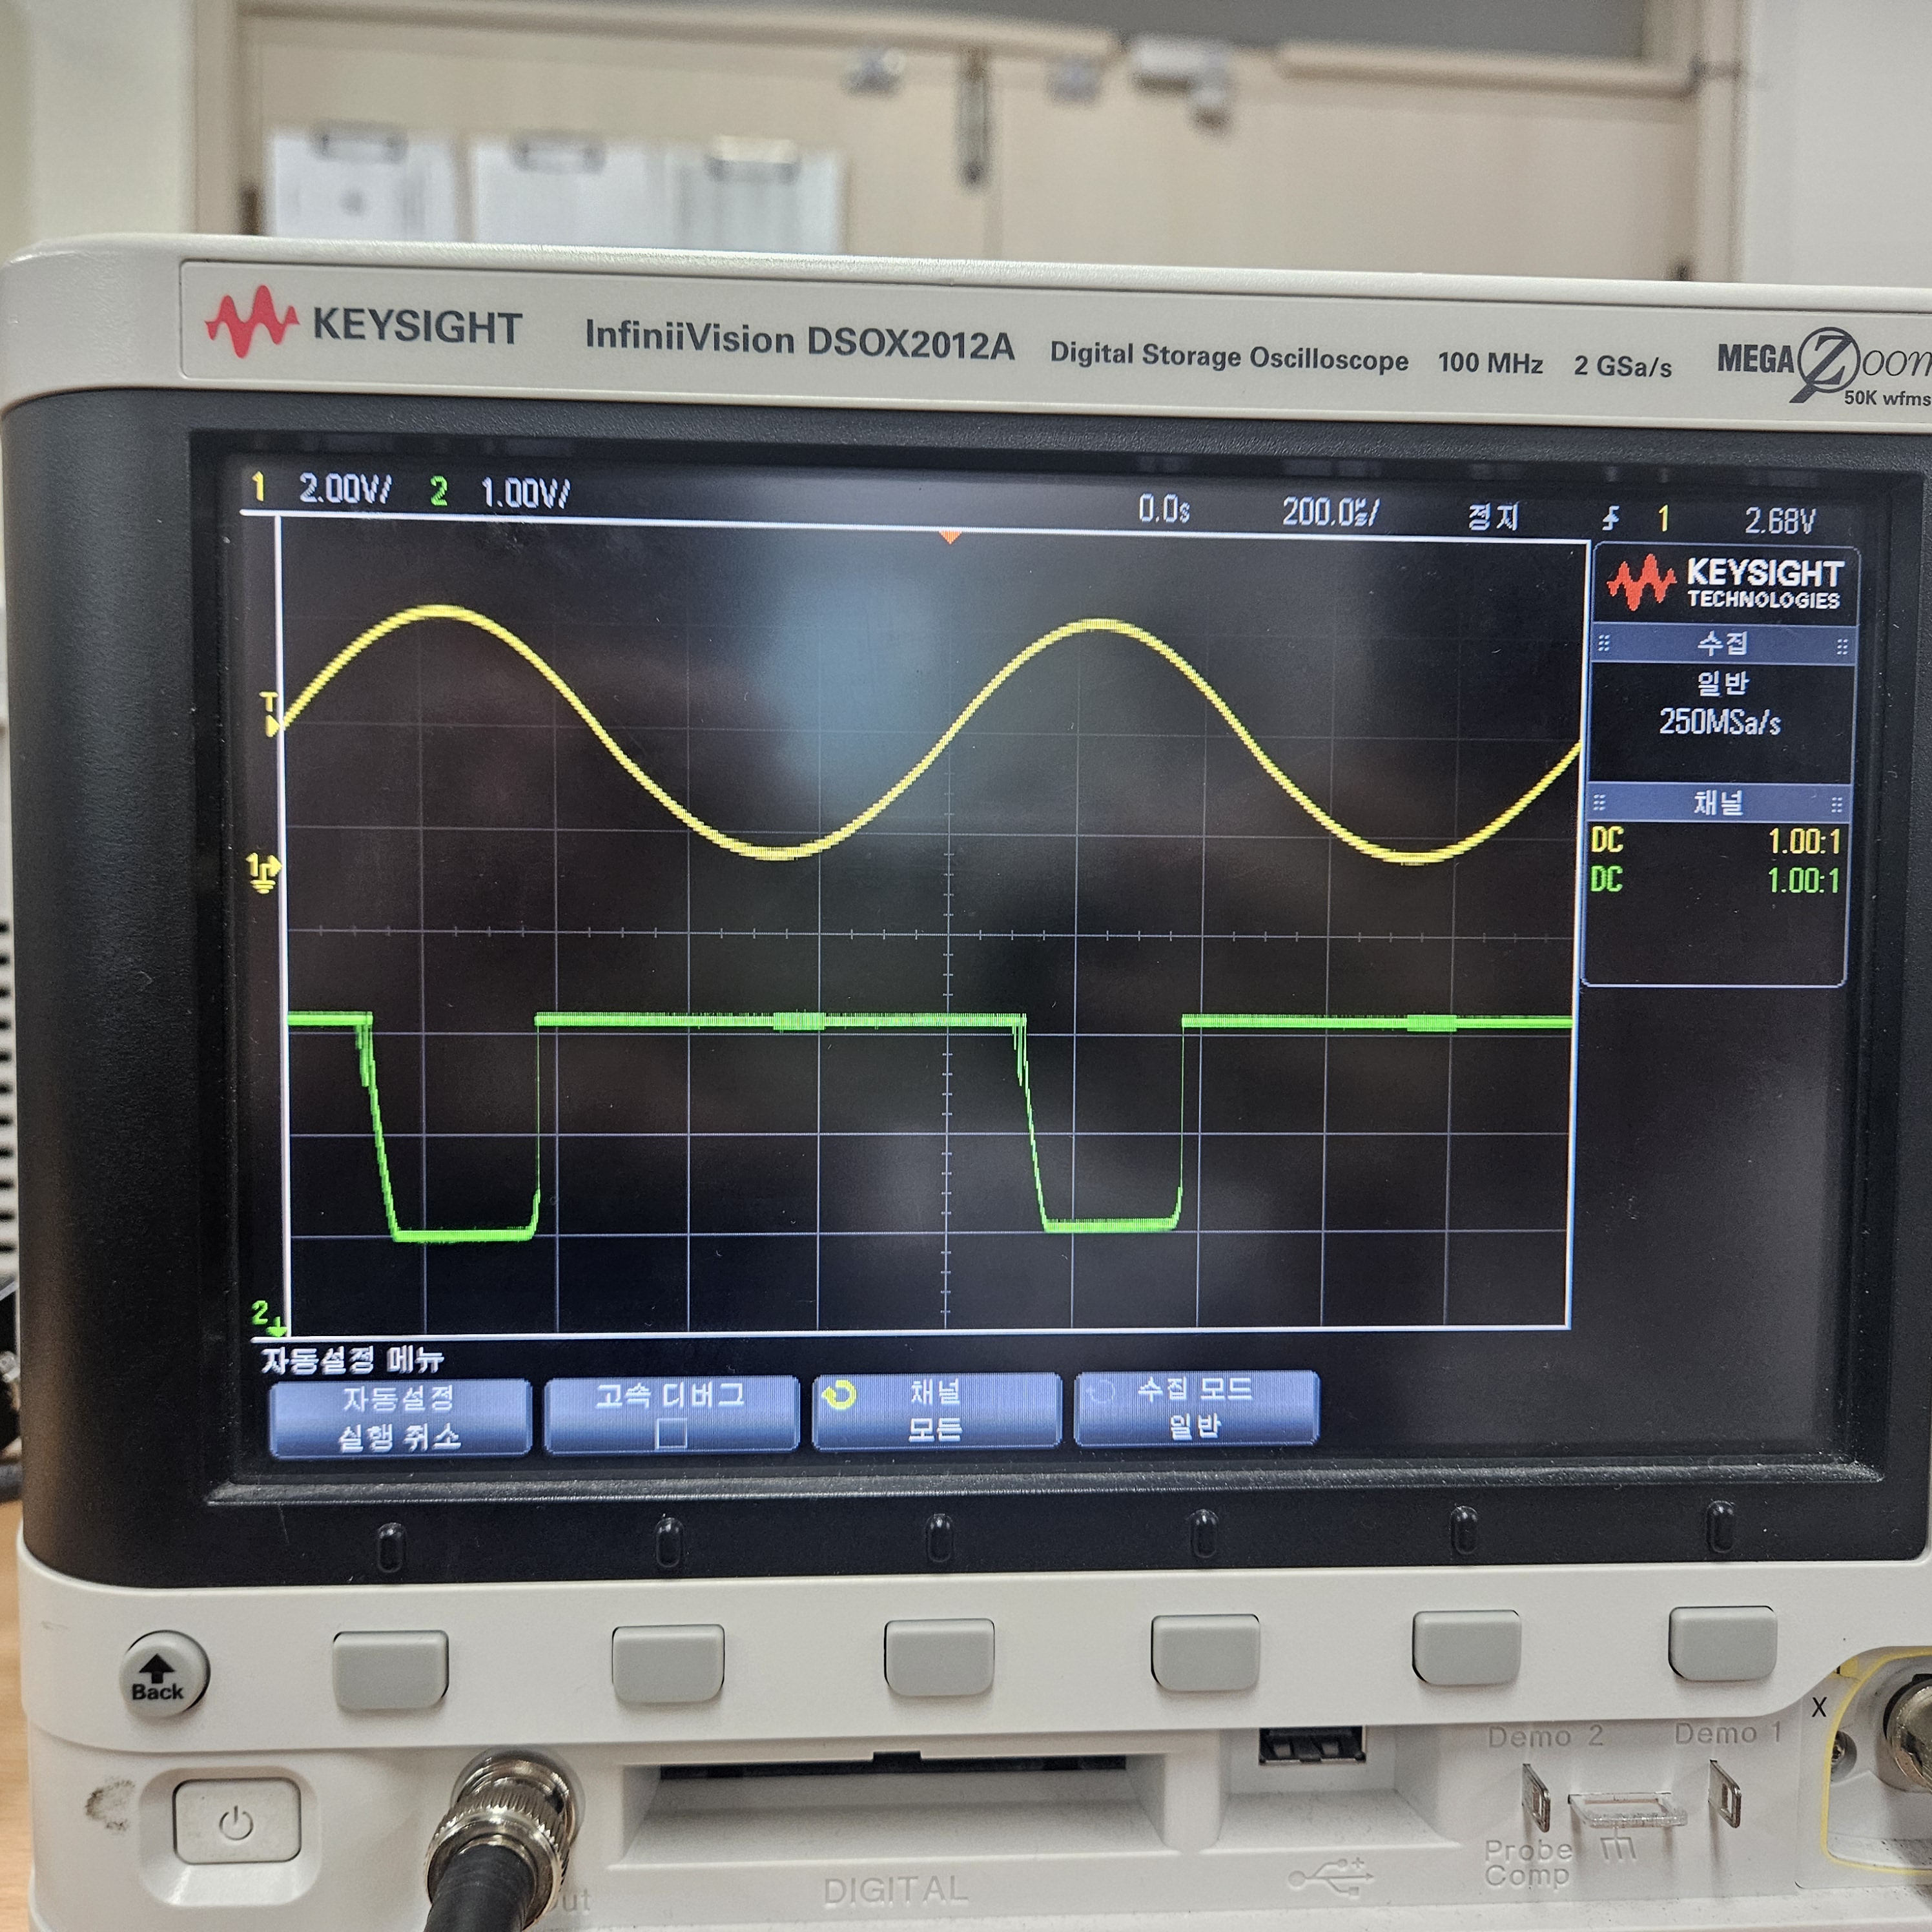 KEYSIGHT InfiniiVision DSOX2012A Digital Storage Oscilloscope 100 MHz 2 GSa/s MEGA Zoom
50K wfms
1 2.00V/ 2 1.00V/ 0.0s 200.0µs/ 정지 1 2.68V
KEYSIGHT
TECHNOLOGIES
수집
일반
250MSa/s
채널
DC 1.00:1
DC 1.00:1
T
1
2
자동설정 메뉴
자동설정
실행 취소
고속 디버그
채널
모든
수집 모드
일반
Back
X
Demo 2 Demo 1
Probe
Comp
DIGITAL